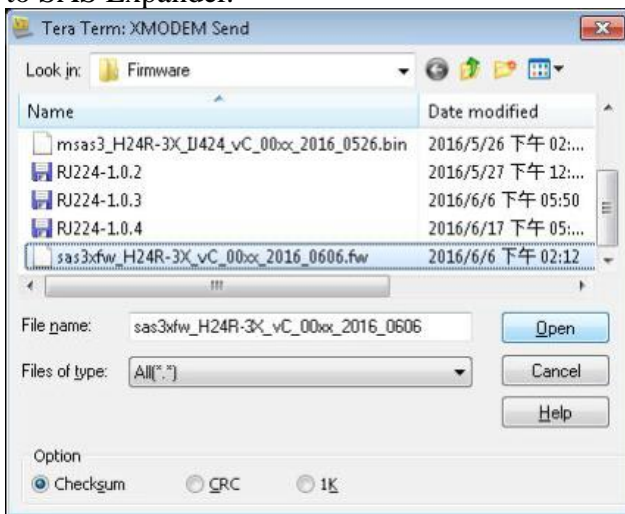 to SAS Expander.
Tera Term: XMODEM Send
Look in: Firmware
Name Date modified
msas3_H24R-3X_IJ424_vC_00xx_2016_0526.bin 2016/5/26 下午 02:...
RJ224-1.0.2 2016/5/27 下午 12:...
RJ224-1.0.3 2016/6/6 下午 05:50
RJ224-1.0.4 2016/6/17 下午 05:...
sas3xfw_H24R-3X_vC_00xx_2016_0606.fw 2016/6/6 下午 02:12
File name: sas3xfw_H24R-3X_vC_00xx_2016_0606 Open
Files of type: All(*.*) Cancel
Help
Option
Checksum CRC 1K